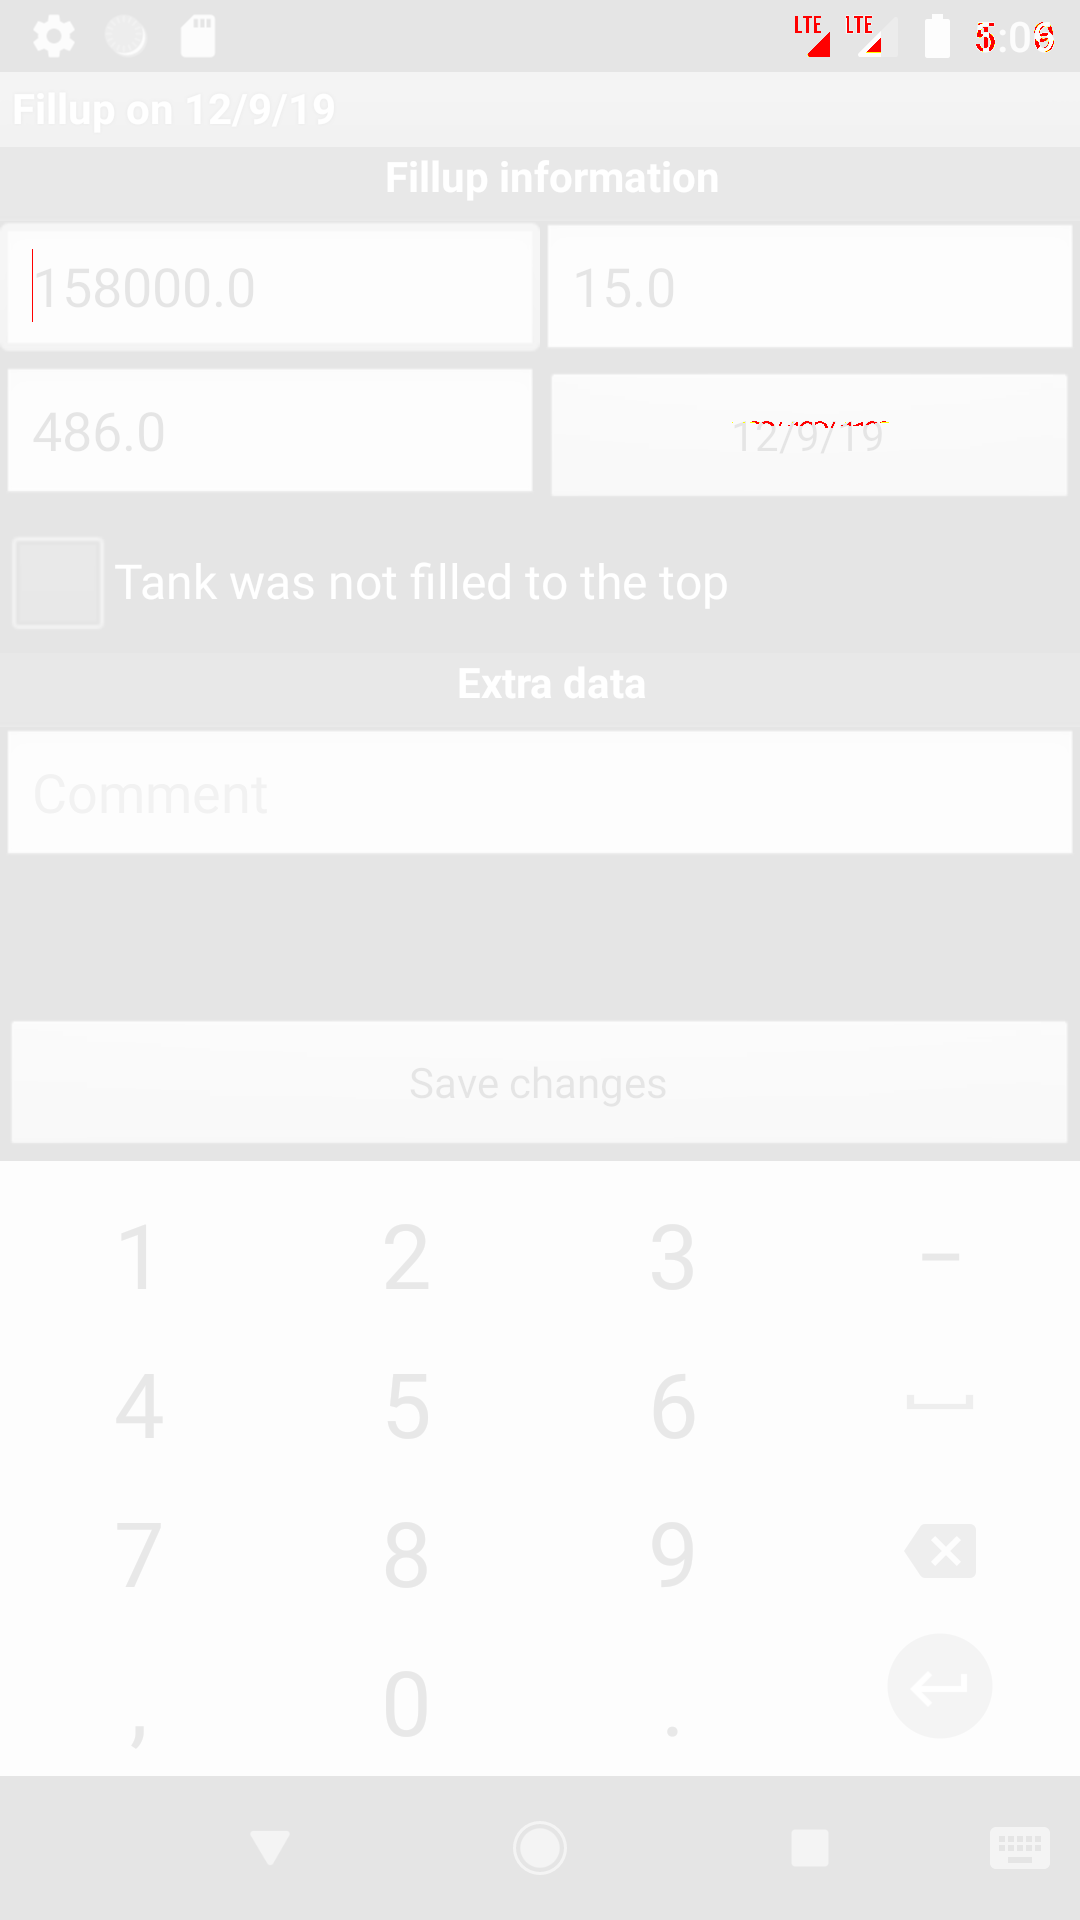 LTE LTE
Fillup on 12/9/19
Fillup information
158000.0 15.0
486.0 12/9/19
Tank was not filled to the top
Extra data
Comment
Save changes
1 2 3 −
4 5 6
7 8 9
, 0 .